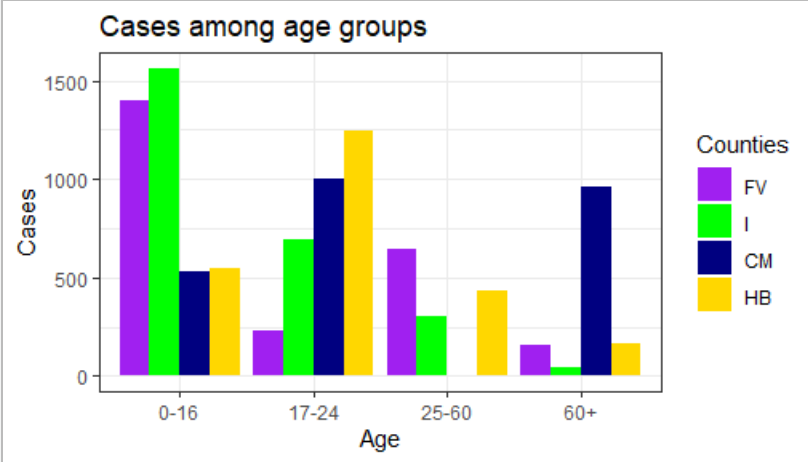 Cases among age groups
1500
1000
500
0
Cases
0-16 17-24 25-60 60+
Age
Counties
FV
I
CM
HB